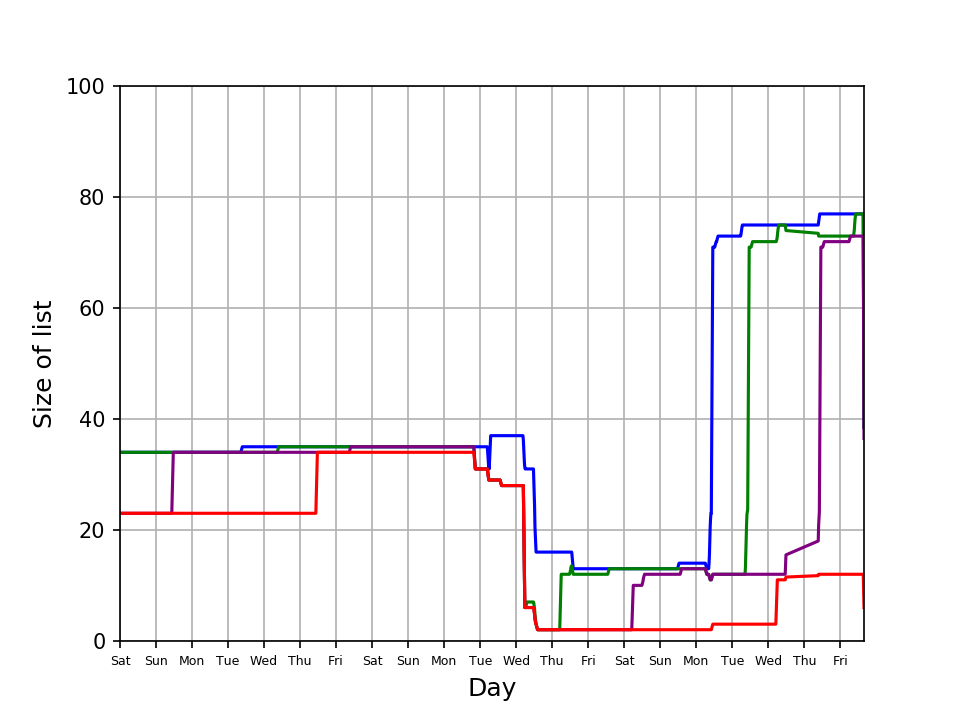 100
80
60
40
20
0
Size of list
Sat Sun Mon Tue Wed Thu Fri Sat Sun Mon Tue Wed Thu Fri Sat Sun Mon Tue Wed Thu Fri
Day